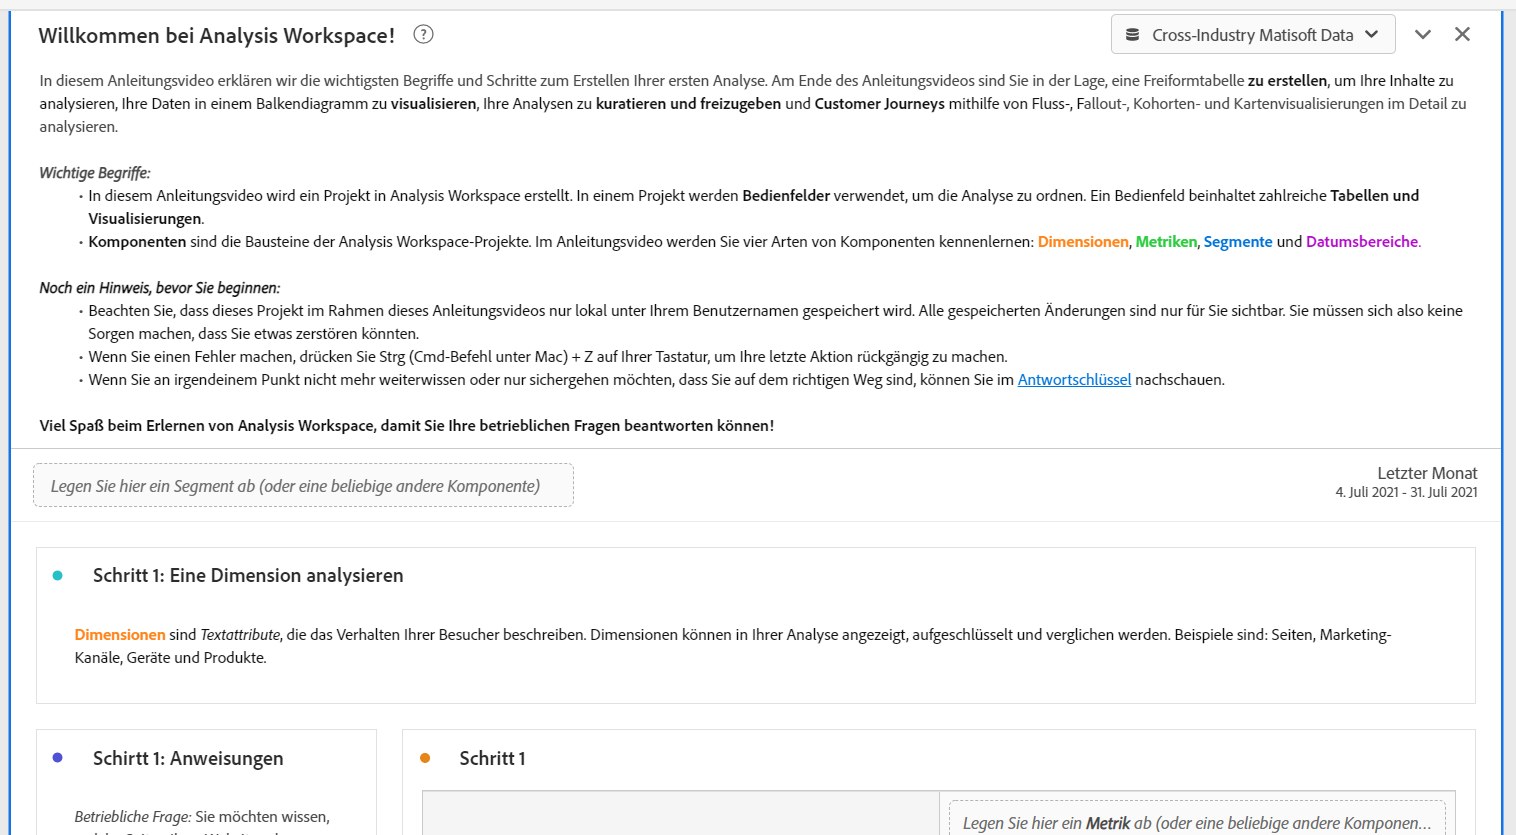 Willkommen bei Analysis Workspace! ?
Cross-Industry Matisoft Data
In diesem Anleitungsvideo erklären wir die wichtigsten Begriffe und Schritte zum Erstellen Ihrer ersten Analyse. Am Ende des Anleitungsvideos sind Sie in der Lage, eine Freiformtabelle zu erstellen, um Ihre Inhalte zu
analysieren, Ihre Daten in einem Balkendiagramm zu visualisieren, Ihre Analysen zu kuratieren und freizugeben und Customer Journeys mithilfe von Fluss-, Fallout-, Kohorten- und Kartenvisualisierungen im Detail zu
analysieren.
Wichtige Begriffe:
• In diesem Anleitungsvideo wird ein Projekt in Analysis Workspace erstellt. In einem Projekt werden Bedienfelder verwendet, um die Analyse zu ordnen. Ein Bedienfeld beinhaltet zahlreiche Tabellen und
Visualisierungen.
• Komponenten sind die Bausteine der Analysis Workspace-Projekte. Im Anleitungsvideo werden Sie vier Arten von Komponenten kennenlernen: Dimensionen, Metriken, Segmente und Datumsbereiche.
Noch ein Hinweis, bevor Sie beginnen:
• Beachten Sie, dass dieses Projekt im Rahmen dieses Anleitungsvideos nur lokal unter Ihrem Benutzernamen gespeichert wird. Alle gespeicherten Änderungen sind nur für Sie sichtbar. Sie müssen sich also keine
Sorgen machen, dass Sie etwas zerstören könnten.
• Wenn Sie einen Fehler machen, drücken Sie Strg (Cmd-Befehl unter Mac) + Z auf Ihrer Tastatur, um Ihre letzte Aktion rückgängig zu machen.
• Wenn Sie an irgendeinem Punkt nicht mehr weiterwissen oder nur sichergehen möchten, dass Sie auf dem richtigen Weg sind, können Sie im Antwortschlüssel nachschauen.
Viel Spaß beim Erlernen von Analysis Workspace, damit Sie Ihre betrieblichen Fragen beantworten können!
Legen Sie hier ein Segment ab (oder eine beliebige andere Komponente)
Letzter Monat
4. Juli 2021 - 31. Juli 2021
Schritt 1: Eine Dimension analysieren
Dimensionen sind Textattribute, die das Verhalten Ihrer Besucher beschreiben. Dimensionen können in Ihrer Analyse angezeigt, aufgeschlüsselt und verglichen werden. Beispiele sind: Seiten, Marketing-
Kanäle, Geräte und Produkte.
Schirtt 1: Anweisungen
Betriebliche Frage: Sie möchten wissen,
Schritt 1
Legen Sie hier ein Metrik ab (oder eine beliebige andere Komponen...